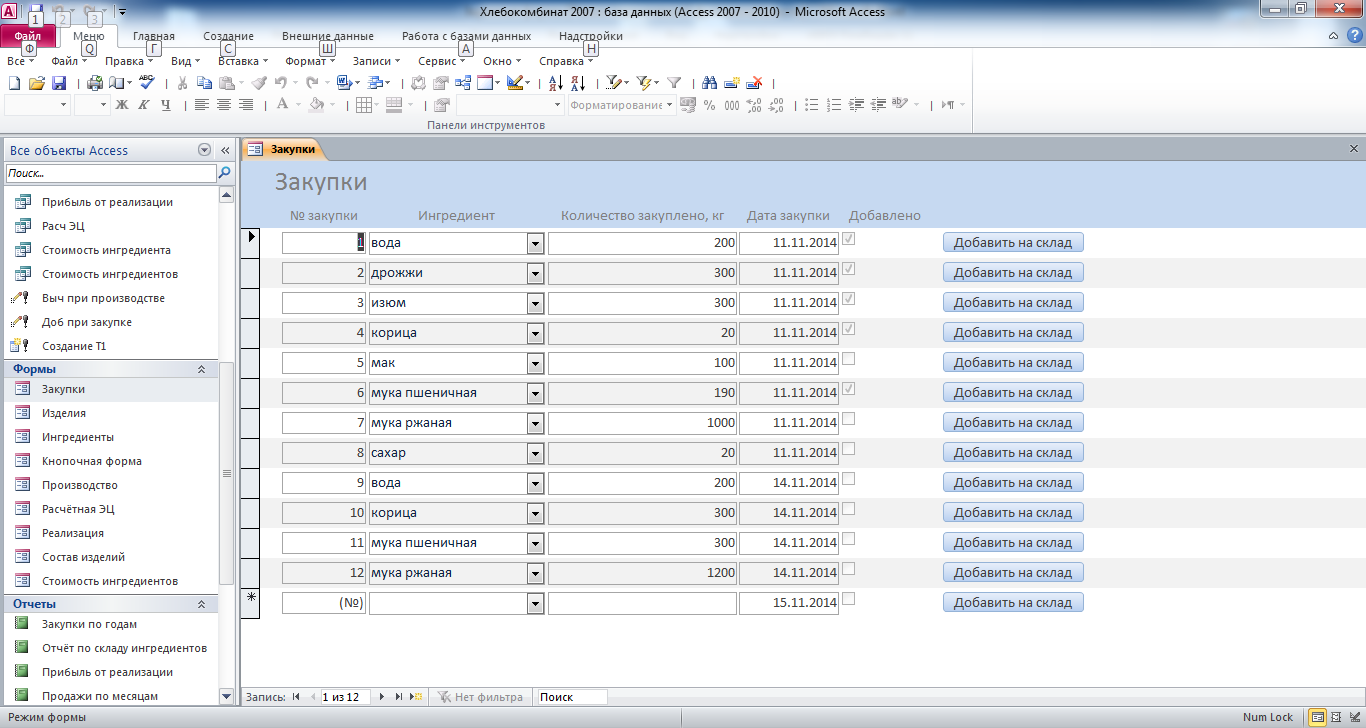 Хлебокомбинат 2007 : база данных (Access 2007 - 2010) - Microsoft Access
1 2 3
Файл Меню Главная Создание Внешние данные Работа с базами данных Надстройки
Ф Q Г С Ш А Н
Все Файл Правка Вид Вставка Формат Записи Сервис Окно Справка
Ж К Ч А Форматирование % 000
Панели инструментов
Все объекты Access «
Поиск...
Прибыль от реализации
Расч ЭЦ
Стоимость ингредиента
Стоимость ингредиентов
Выч при производстве
Доб при закупке
Создание Т1
Формы
Закупки
Изделия
Ингредиенты
Кнопочная форма
Производство
Расчётная ЭЦ
Реализация
Состав изделий
Стоимость ингредиентов
Отчеты
Закупки по годам
Отчёт по складу ингредиентов
Прибыль от реализации
Продажи по месяцам
Закупки
Закупки
№ закупки Ингредиент Количество закуплено, кг Дата закупки Добавлено
1 вода 200 11.11.2014 Добавить на склад
2 дрожжи 300 11.11.2014 Добавить на склад
3 изюм 300 11.11.2014 Добавить на склад
4 корица 20 11.11.2014 Добавить на склад
5 мак 100 11.11.2014 Добавить на склад
6 мука пшеничная 190 11.11.2014 Добавить на склад
7 мука ржаная 1000 11.11.2014 Добавить на склад
8 сахар 20 11.11.2014 Добавить на склад
9 вода 200 14.11.2014 Добавить на склад
10 корица 300 14.11.2014 Добавить на склад
11 мука пшеничная 300 14.11.2014 Добавить на склад
12 мука ржаная 1200 14.11.2014 Добавить на склад
(№) 15.11.2014 Добавить на склад
Запись: 1 из 12 Нет фильтра Поиск
Режим формы Num Lock